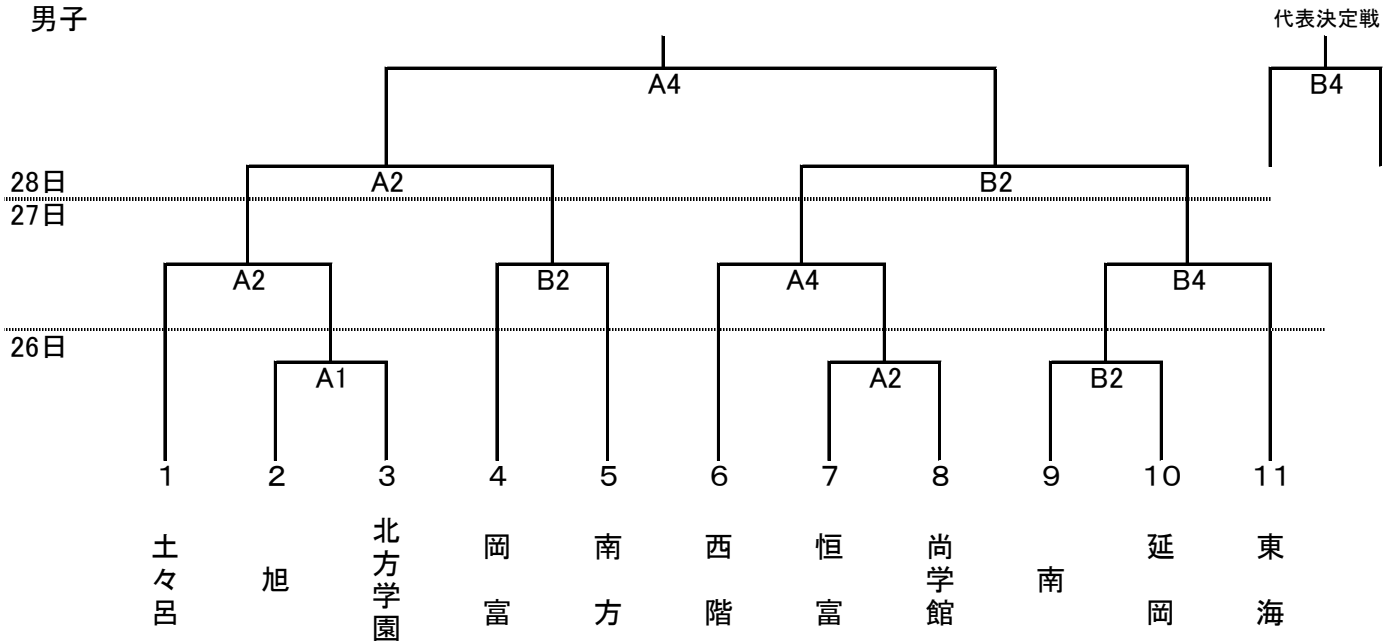 男子
代表決定戦
A4
B4
28日
A2
B2
27日
A2
B2
A4
B4
26日
A1
A2
B2
1 2 3 4 5 6 7 8 9 10 11
土々呂
旭
北方学園
岡富
南方
西階
恒富
尚学館
南
延岡
東海